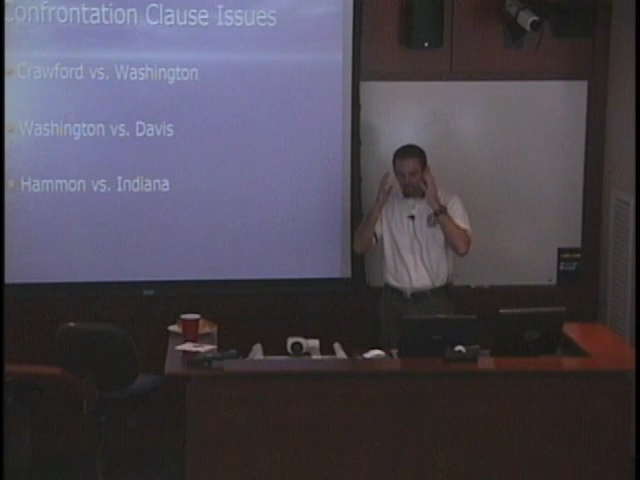 Confrontation Clause Issues
Crawford vs. Washington
Washington vs. Davis
Hammon vs. Indiana